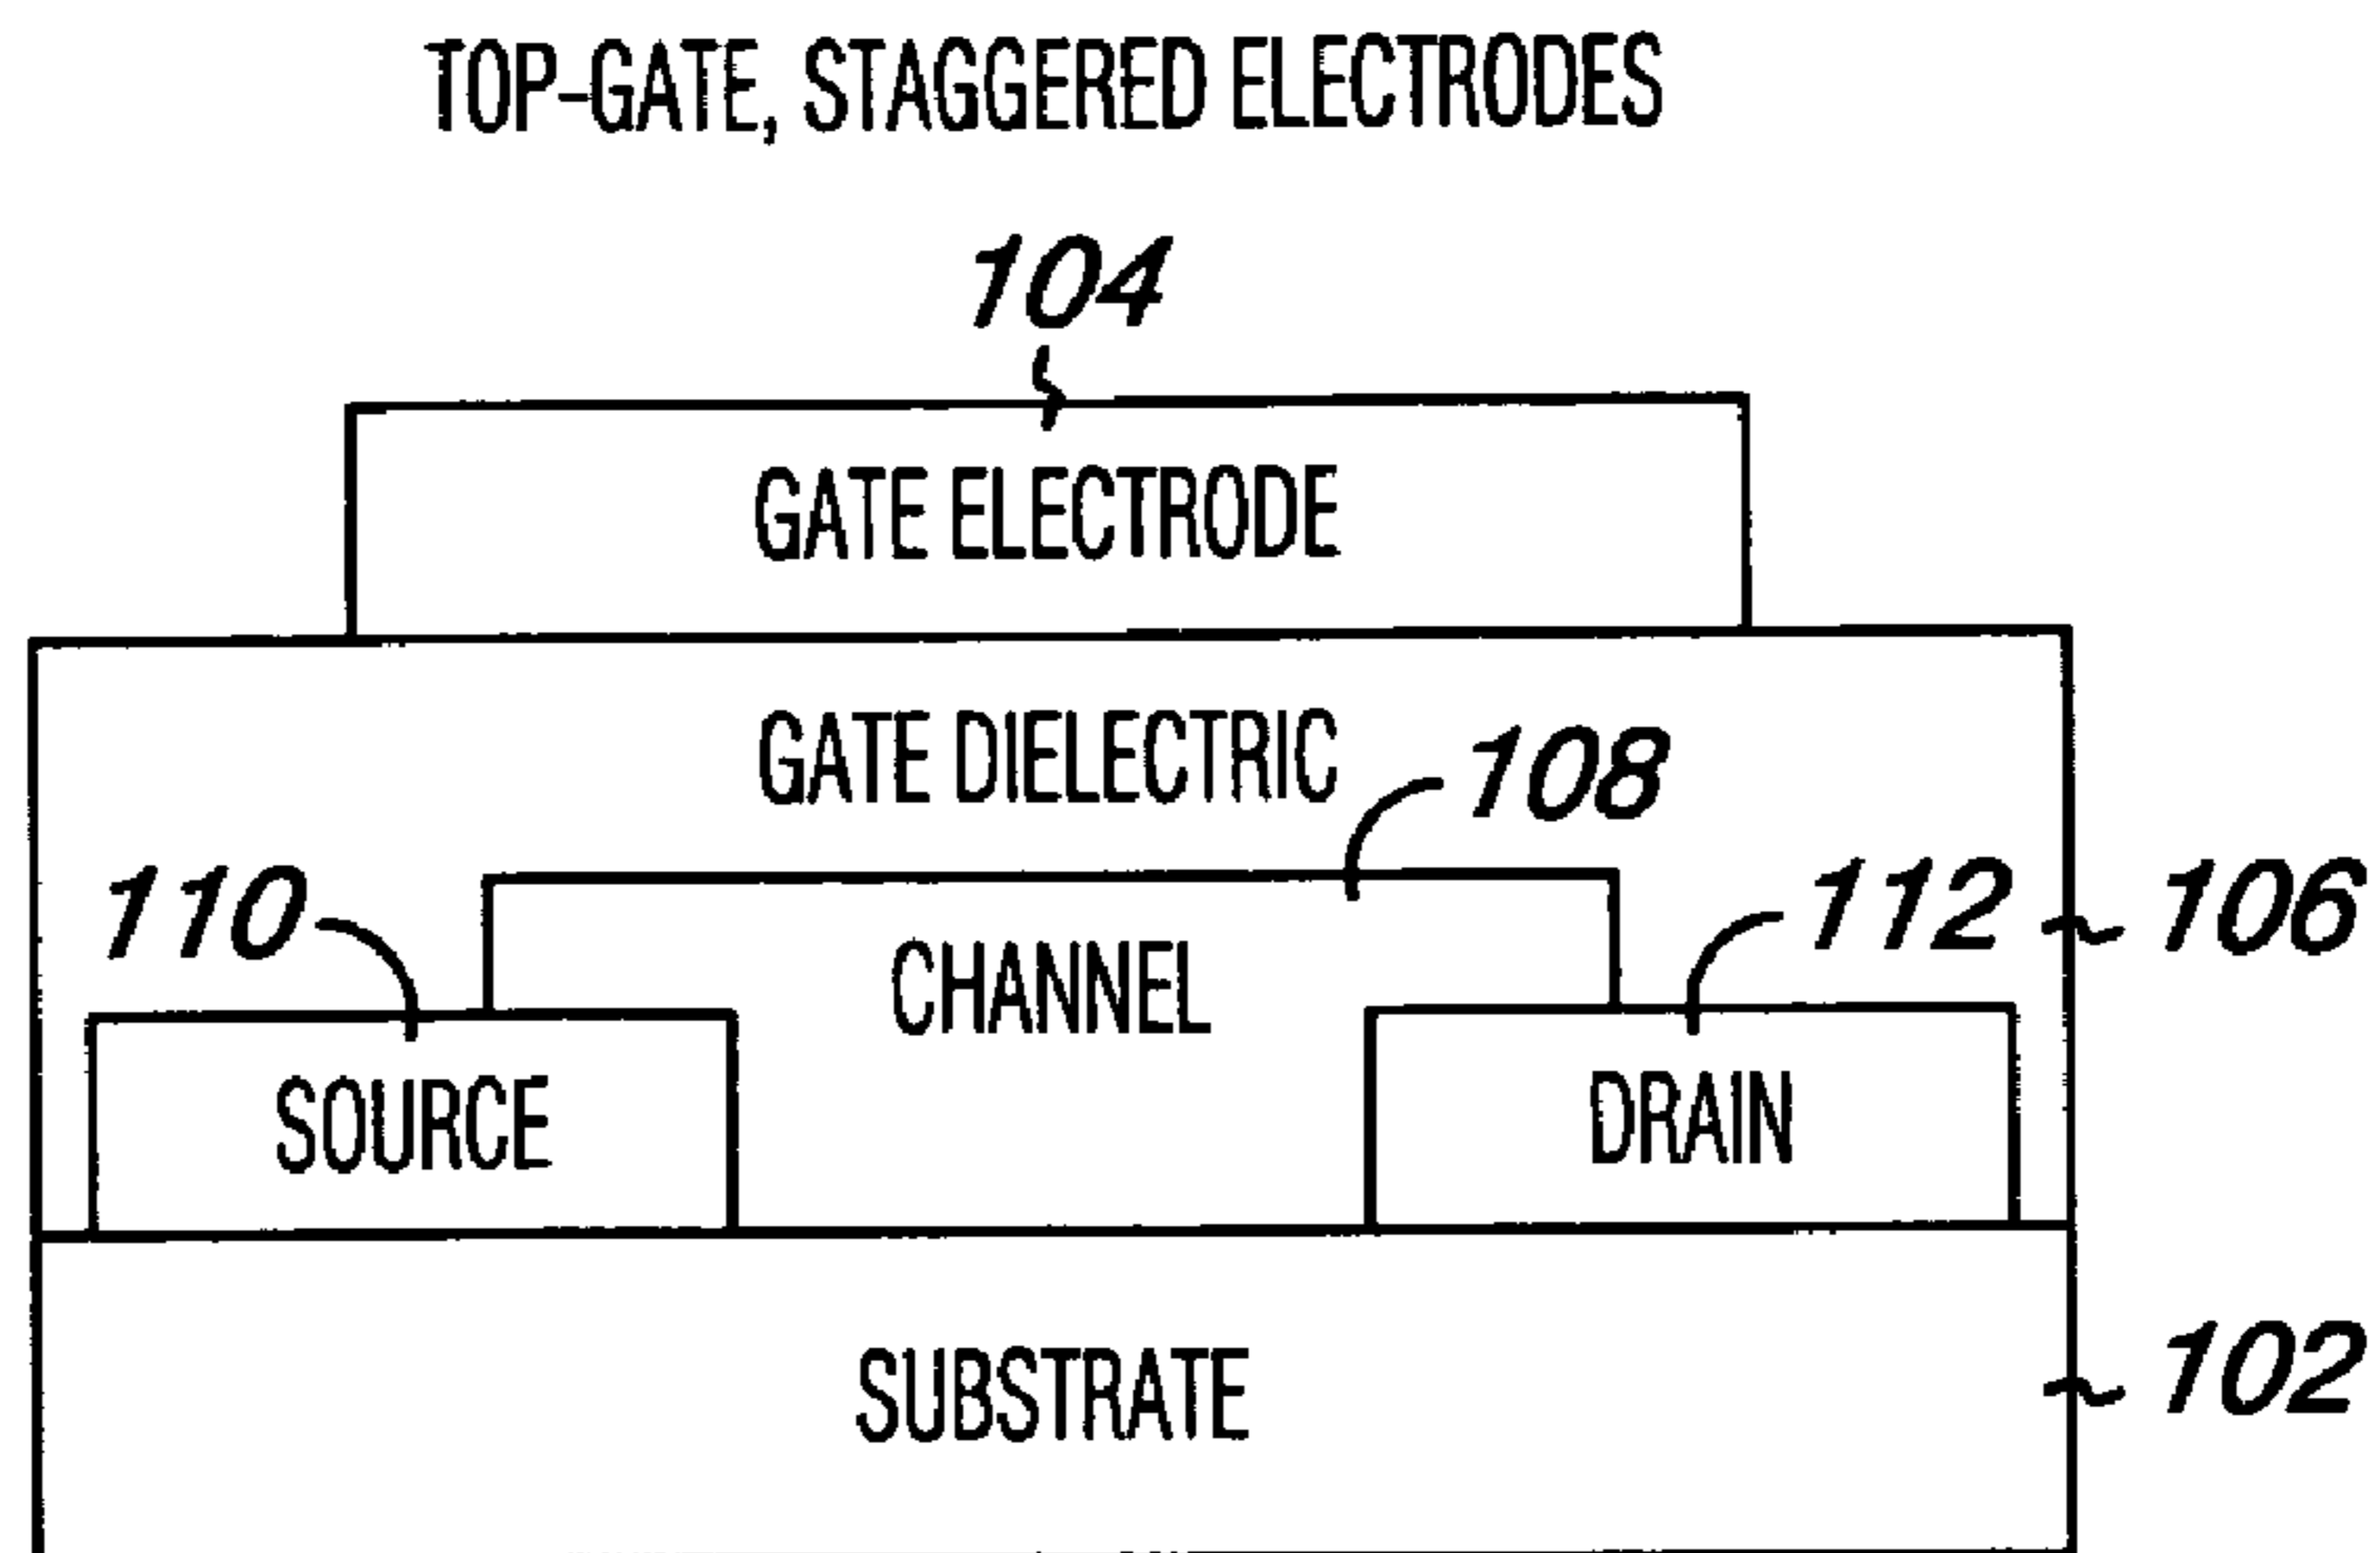 TOP-GATE, STAGGERED ELECTRODES
104
GATE ELECTRODE
GATE DIELECTRIC
108
110
112
106
CHANNEL
SOURCE
DRAIN
SUBSTRATE
102